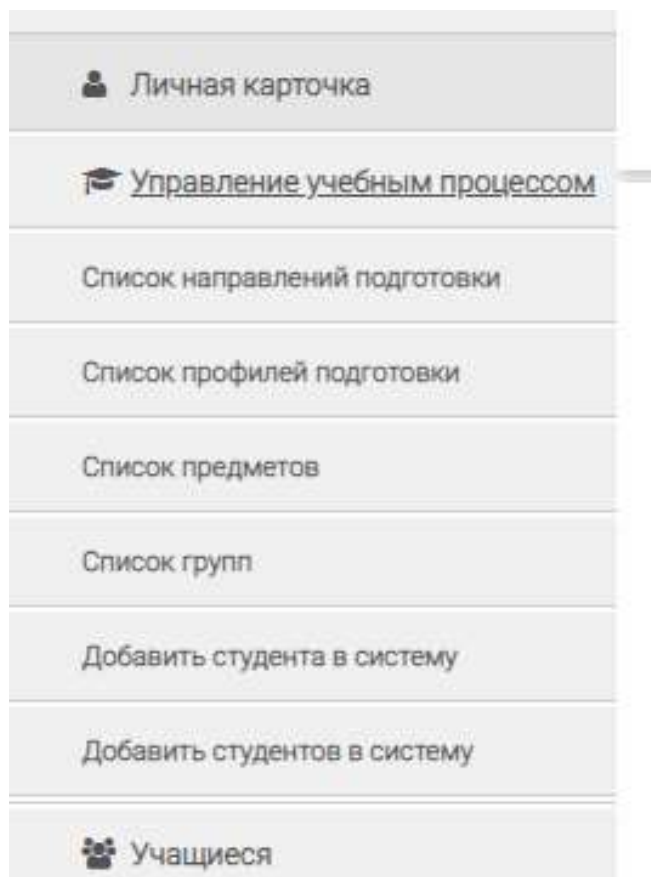 Личная карточка
Управление учебным процессом
Список направлений подготовки
Список профилей подготовки
Список предметов
Список групп
Добавить студента в систему
Добавить студентов в систему
Учащиеся